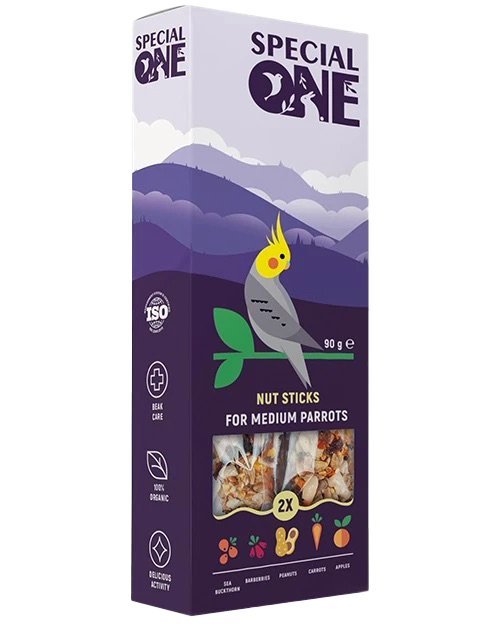 SPECIAL
ONE
SPECIAL
ONE
90 g ℮
NUT STICKS
FOR MEDIUM PARROTS
2X
SEA
BUCKTHORN
BARBERRIES
PEANUTS
CARROTS
APPLES
ISO
BEAK
CARE
100%
ORGANIC
DELICIOUS
ACTIVITY